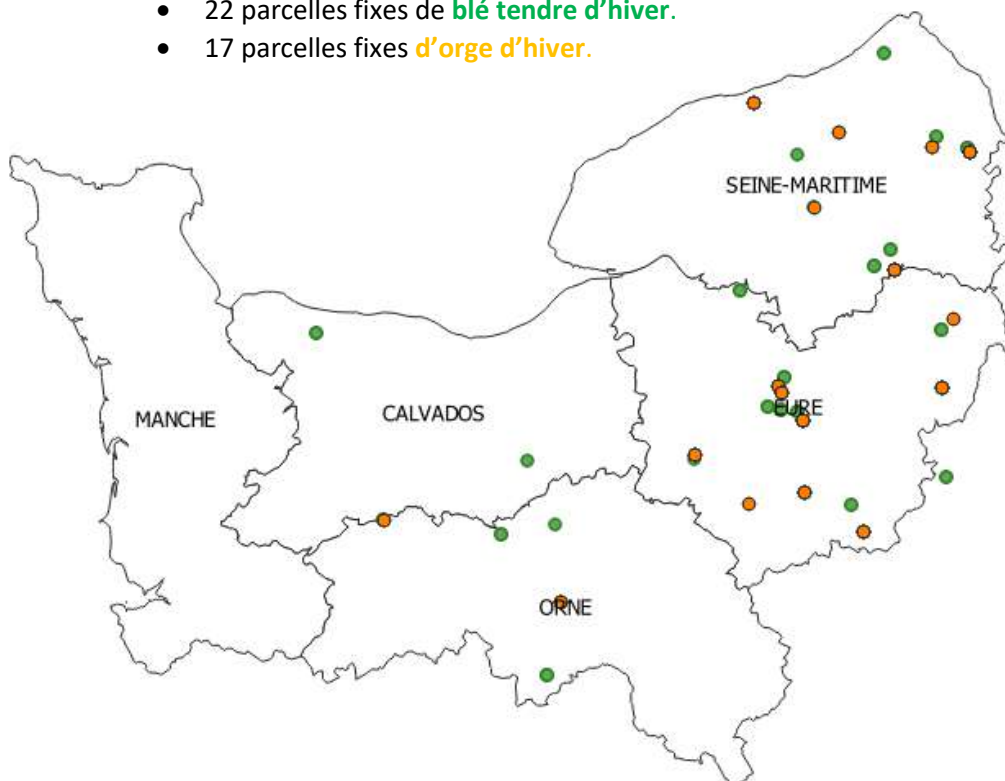 • 22 parcelles fixes de blé tendre d’hiver.
• 17 parcelles fixes d’orge d’hiver.
SEINE-MARITIME
MANCHE
CALVADOS
EURE
ORNE